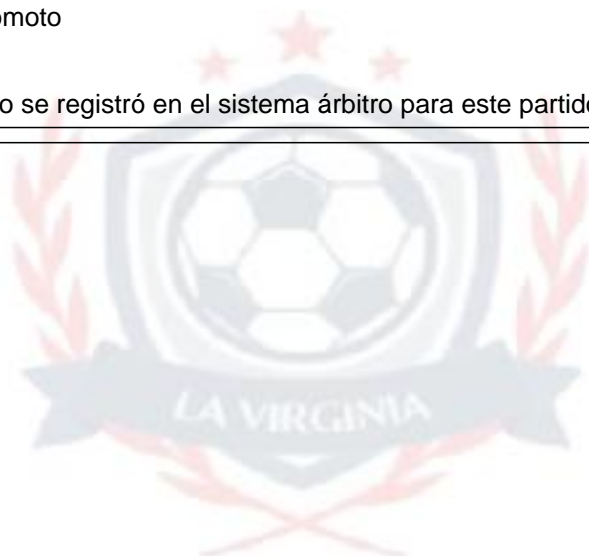 omoto
o se registró en el sistema árbitro para este partido
LA VIRGINIA